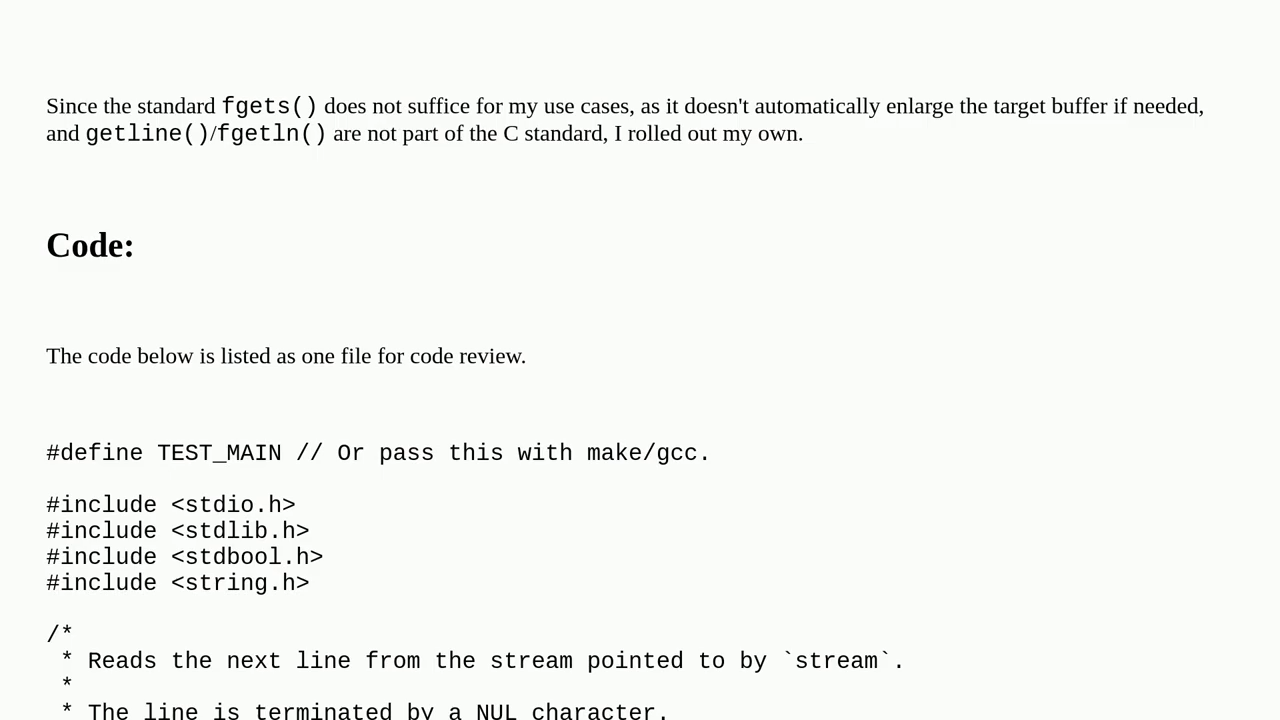 Since the standard fgets() does not suffice for my use cases, as it doesn't automatically enlarge the target buffer if needed,
and getline()/fgetln() are not part of the C standard, I rolled out my own.
Code:
The code below is listed as one file for code review.
#define TEST_MAIN // Or pass this with make/gcc.
#include <stdio.h>
#include <stdlib.h>
#include <stdbool.h>
#include <string.h>
/*
 * Reads the next line from the stream pointed to by `stream`.
 *
 * The line is terminated by a NUL character.